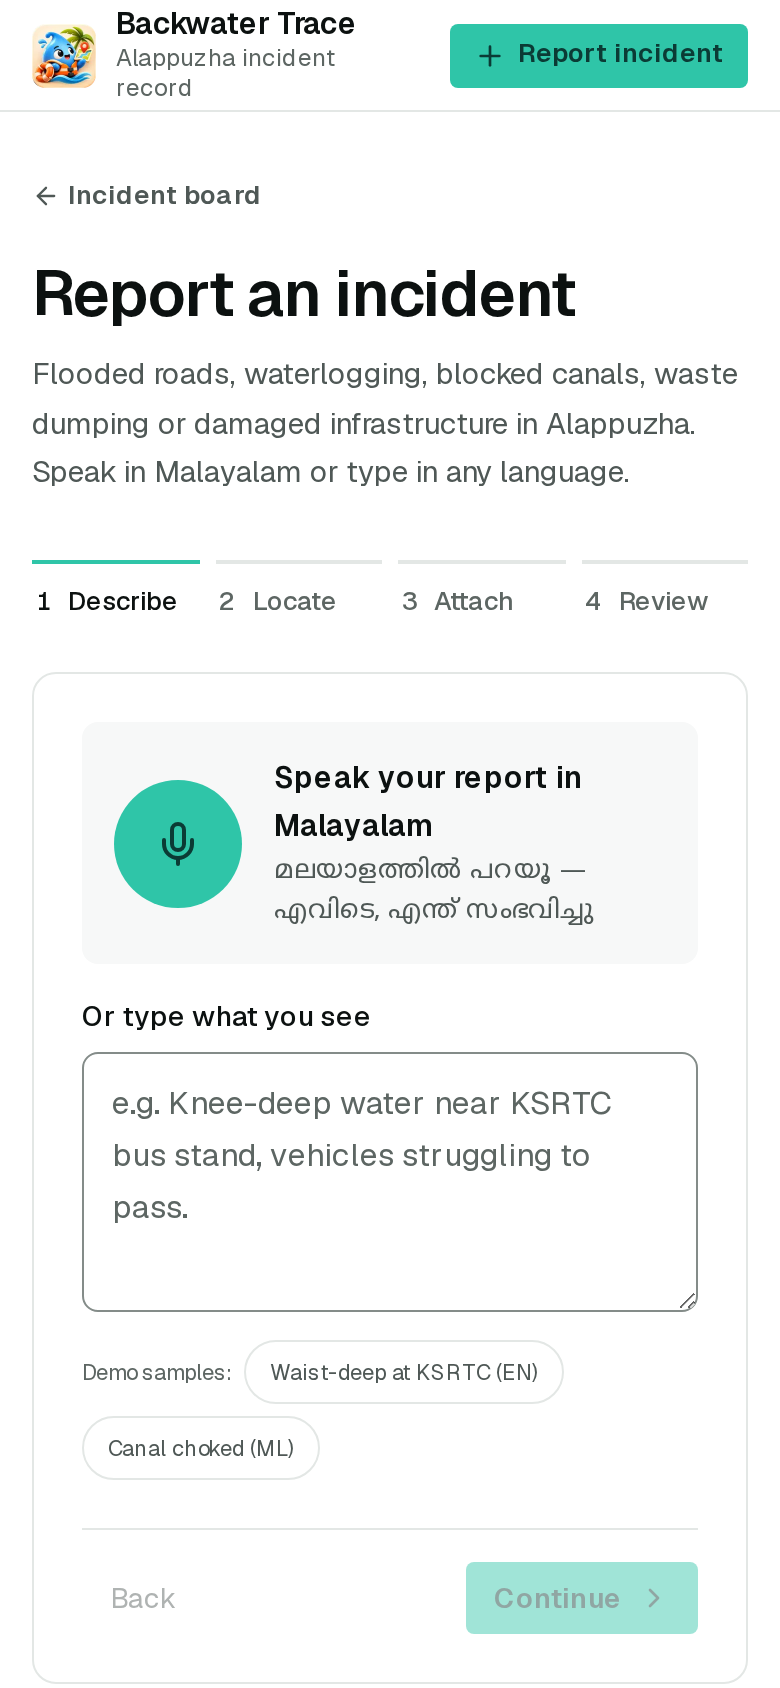 Backwater Trace
Alappuzha incident
record
Report incident
Incident board
Report an incident
Flooded roads, waterlogging, blocked canals, waste
dumping or damaged infrastructure in Alappuzha.
Speak in Malayalam or type in any language.
1 Describe
2 Locate
3 Attach
4 Review
Speak your report in
Malayalam
മലയാളത്തിൽ പറയൂ —
എവിടെ, എന്ത് സംഭവിച്ചു
Or type what you see
e.g. Knee-deep water near KSRTC
bus stand, vehicles struggling to
pass.
Demo samples:
Waist-deep at KSRTC (EN)
Canal choked (ML)
Back
Continue